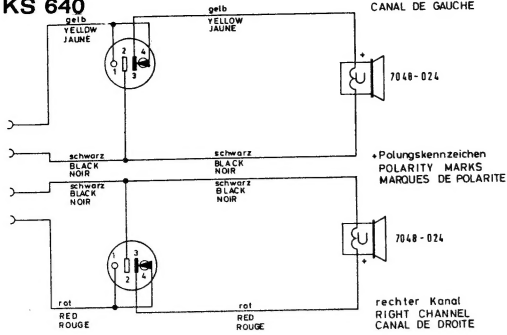 KS 640
gelb
YELLOW
JAUNE
gelb
YELLOW
JAUNE
CANAL DE GAUCHE
2
4
1
3
+
7048-024
schwarz
BLACK
NOIR
schwarz
BLACK
NOIR
+Polungskennzeichen
POLARITY MARKS
MARQUES DE POLARITE
schwarz
BLACK
NOIR
schwarz
BLACK
NOIR
1
3
2
4
7048-024
+
rot
RED
ROUGE
rot
RED
ROUGE
rechter Kanal
RIGHT CHANNEL
CANAL DE DROITE